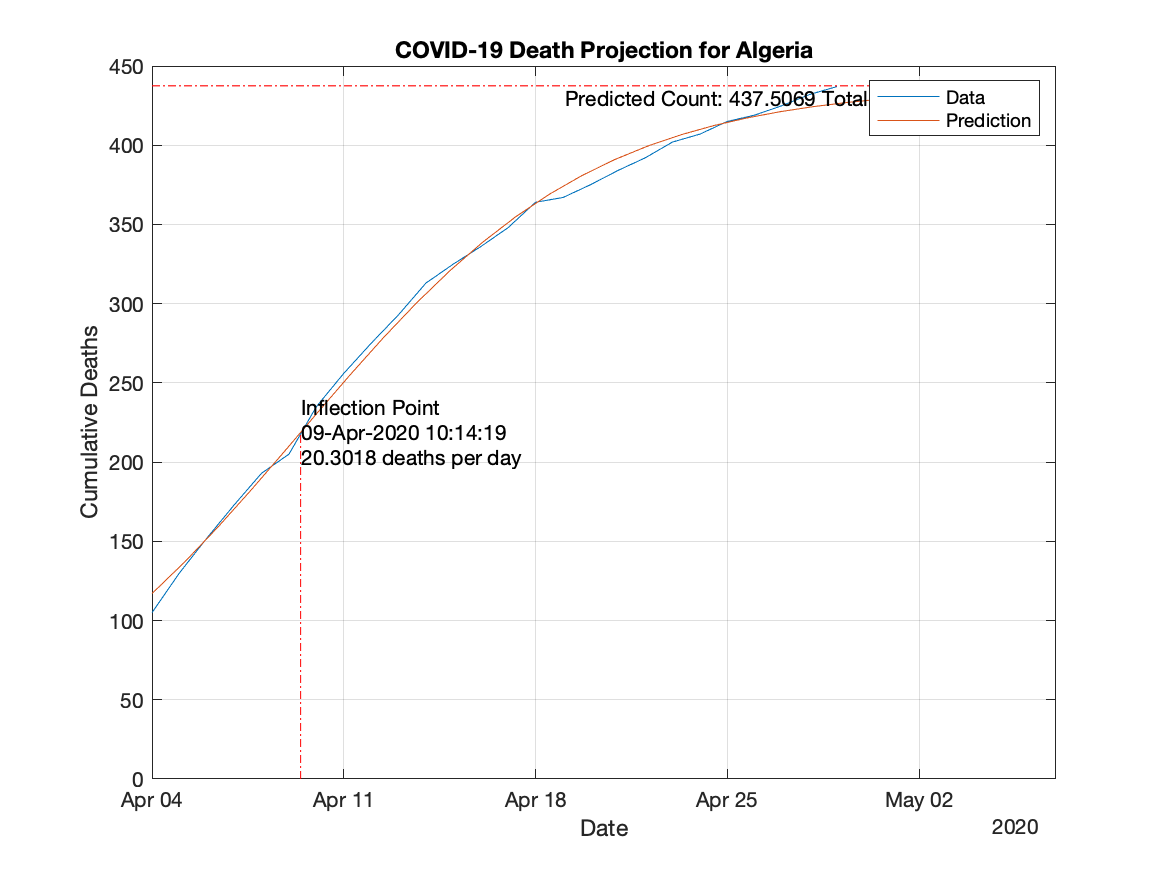 COVID-19 Death Projection for Algeria
450
400
350
300
250
200
150
100
50
0
Cumulative Deaths
Predicted Count: 437.5069 Total
Data
Prediction
Inflection Point
09-Apr-2020 10:14:19
20.3018 deaths per day
Apr 04
Apr 11
Apr 18
Apr 25
May 02
Date
2020